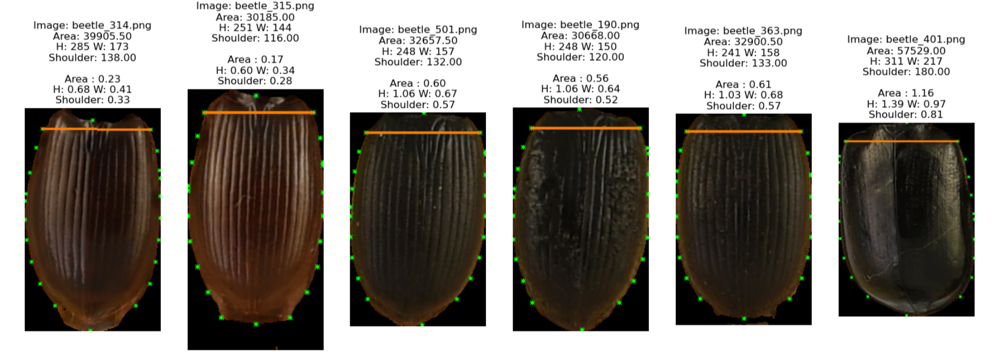 Image: beetle_314.png
Area: 39905.50
H: 285 W: 173
Shoulder: 138.00
Area : 0.23
H: 0.68 W: 0.41
Shoulder: 0.33
Image: beetle_315.png
Area: 30185.00
H: 251 W: 144
Shoulder: 116.00
Area : 0.17
H: 0.60 W: 0.34
Shoulder: 0.28
Image: beetle_501.png
Area: 32657.50
H: 248 W: 157
Shoulder: 132.00
Area : 0.60
H: 1.06 W: 0.67
Shoulder: 0.57
Image: beetle_190.png
Area: 30668.00
H: 248 W: 150
Shoulder: 120.00
Area : 0.56
H: 1.06 W: 0.64
Shoulder: 0.52
Image: beetle_363.png
Area: 32900.50
H: 241 W: 158
Shoulder: 133.00
Area : 0.61
H: 1.03 W: 0.68
Shoulder: 0.57
Image: beetle_401.png
Area: 57529.00
H: 311 W: 217
Shoulder: 180.00
Area : 1.16
H: 1.39 W: 0.97
Shoulder: 0.81